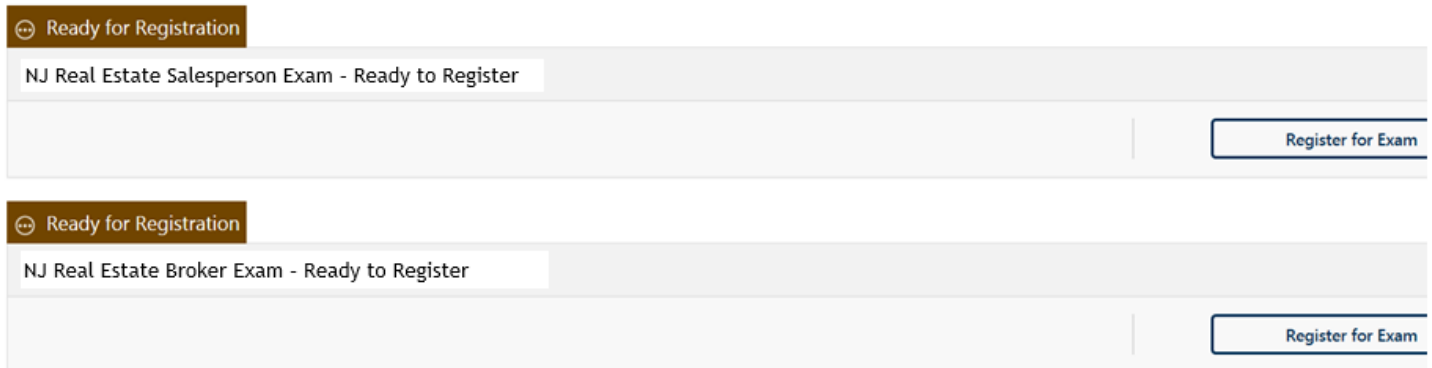 Ready for Registration
NJ Real Estate Salesperson Exam - Ready to Register
Register for Exam
Ready for Registration
NJ Real Estate Broker Exam - Ready to Register
Register for Exam